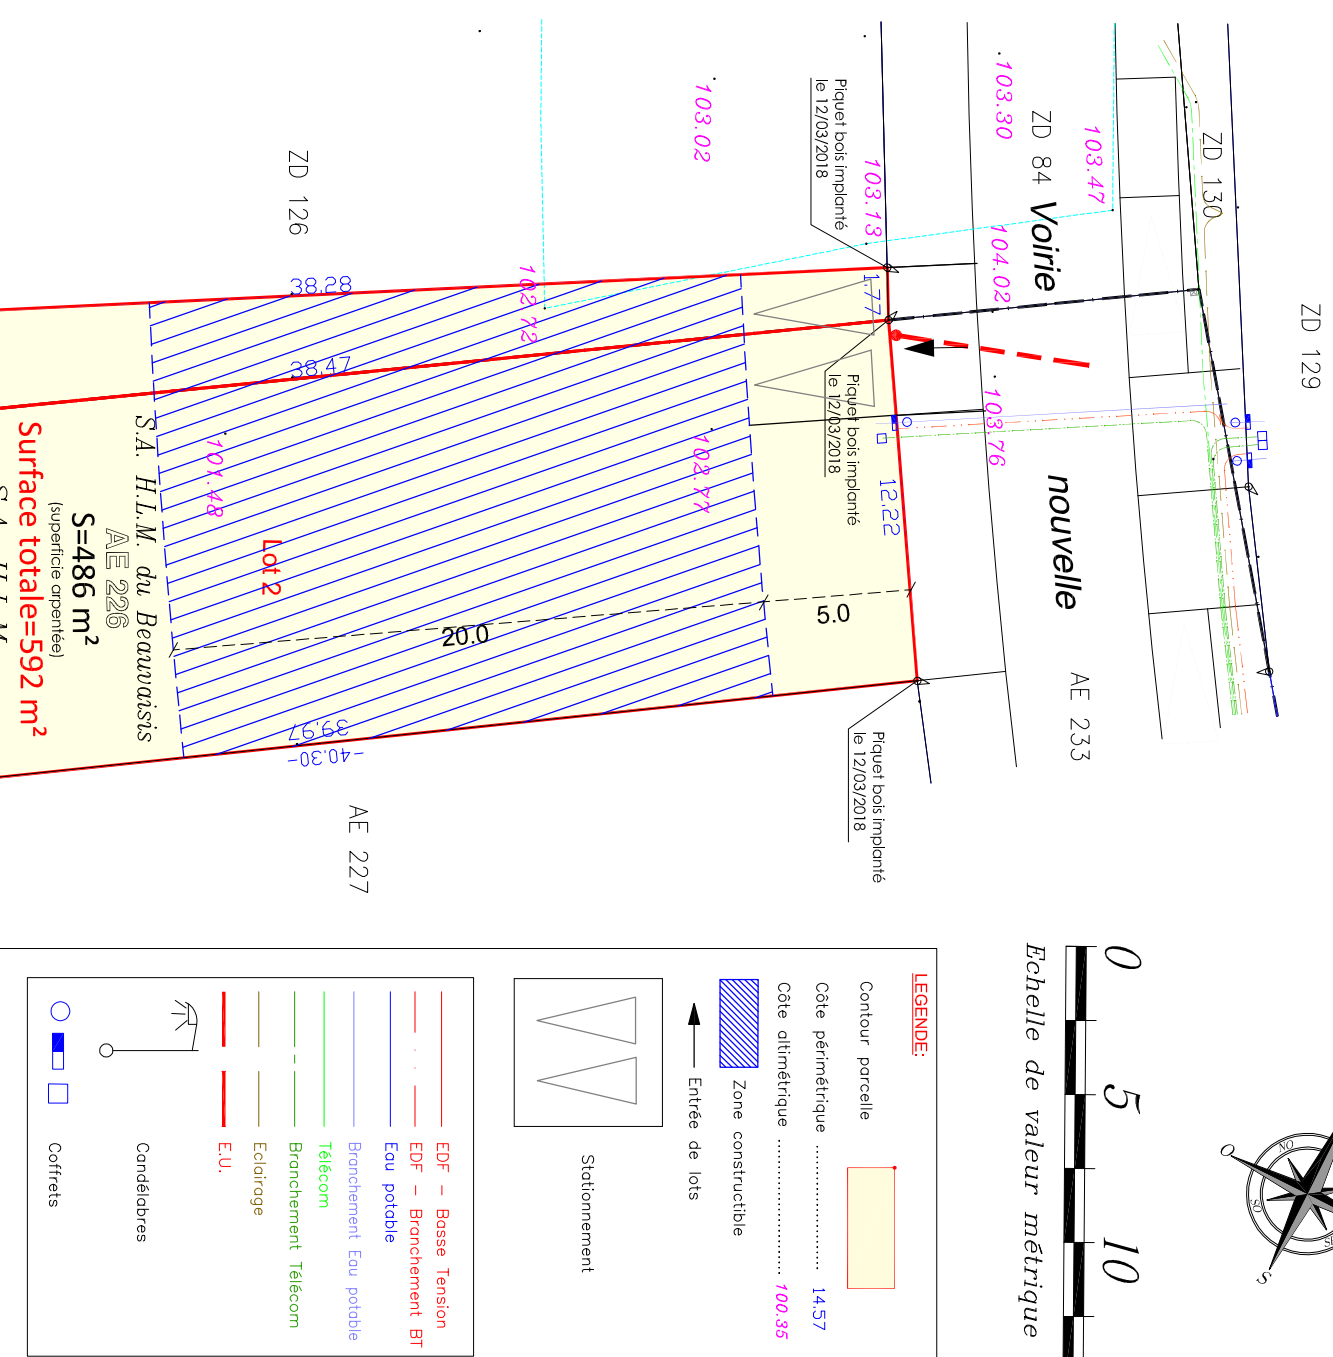 ZD 129
ZD 130
103.47
ZD 84
Voirie
nouvelle
AE 233
103.30
104.02
103.76
103.13
1.77
12.22
Piquet bois implanté
le 12/03/2018
Piquet bois implanté
le 12/03/2018
Piquet bois implanté
le 12/03/2018
103.02
5.0
102.72
102.77
20.0
ZD 126
38.28
38.47
39.97
-40.30-
AE 227
Lot 2
101.48
S.A. H.L.M. du Beauvaisis
AE 226
S=486 m²
(superficie arpentée)
Surface totale=592 m²
S.A. H.L.M.
O
NO
SO
S
0
5
10
Echelle de valeur métrique
LEGENDE:
Contour parcelle
Côte périmétrique ................... 14.57
Côte altimétrique ..................... 100.35
Zone constructible
Entrée de lots
Stationnement
EDF - Basse Tension
EDF - Branchement BT
Eau potable
Branchement Eau potable
Télécom
Branchement Télécom
Eclairage
E.U.
Candélabres
Coffrets